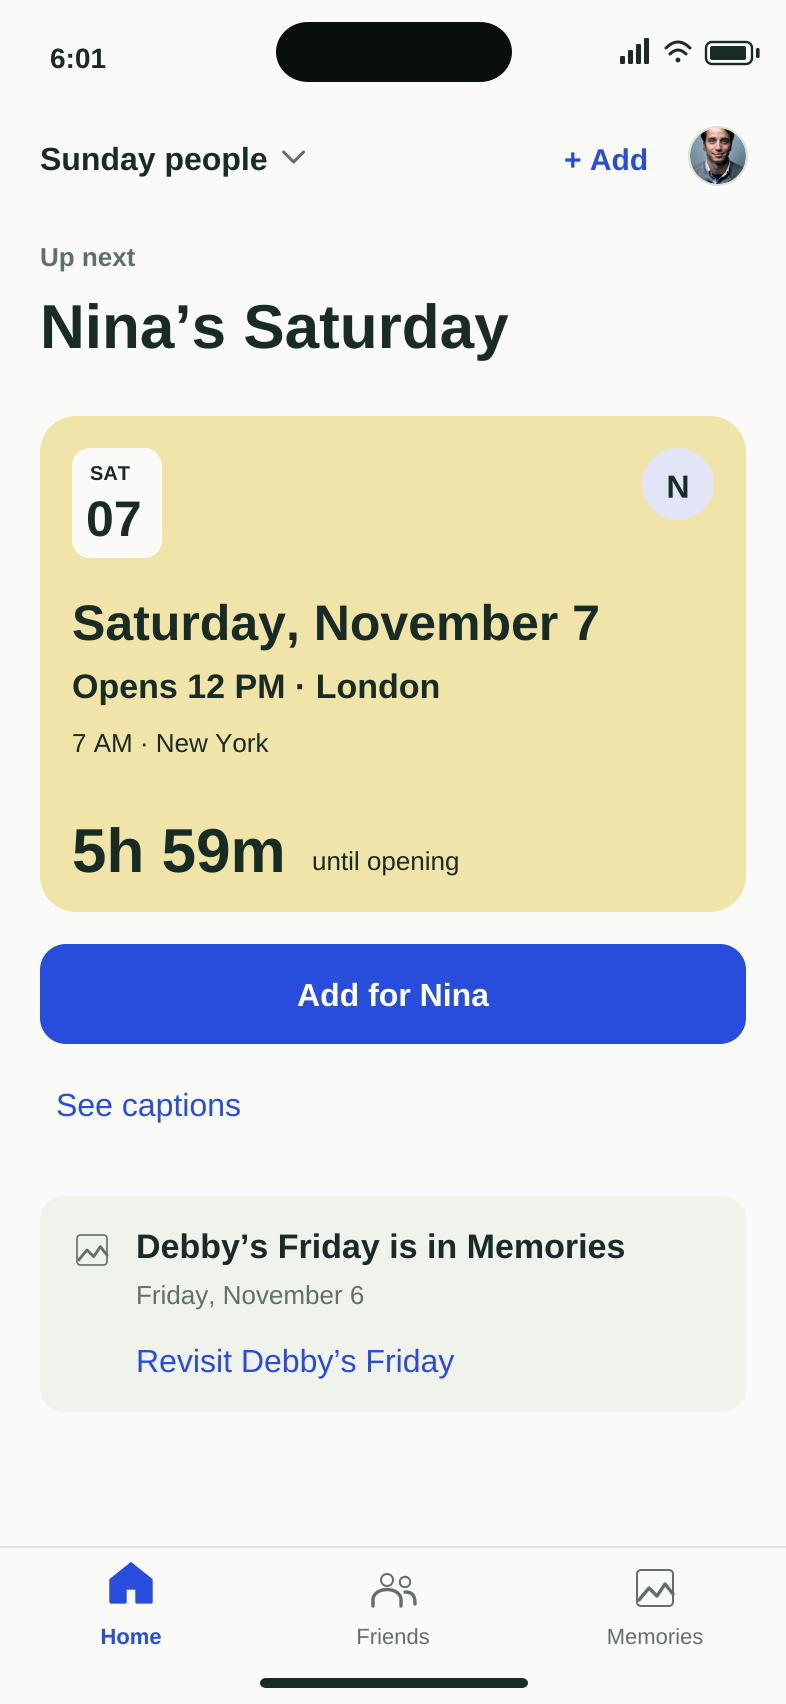 6:01
Sunday people
+ Add
Up next
Nina’s Saturday
SAT
07
N
Saturday, November 7
Opens 12 PM · London
7 AM · New York
5h 59m until opening
Add for Nina
See captions
Debby’s Friday is in Memories
Friday, November 6
Revisit Debby’s Friday
Home
Friends
Memories